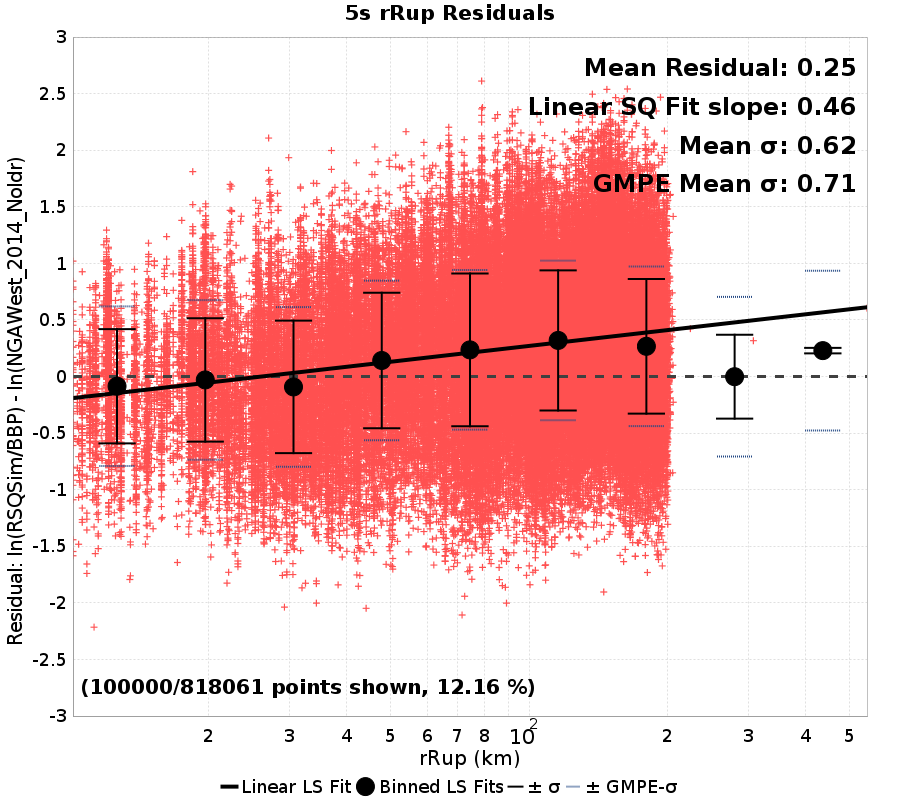 5s rRup Residuals
Mean Residual: 0.25
Linear SQ Fit slope: 0.46
Mean σ: 0.62
GMPE Mean σ: 0.71
Residual: ln(RSQSim/BBP) - ln(NGAWest_2014_NoIdr)
3
2.5
2
1.5
1
0.5
0
-0.5
-1
-1.5
-2
-2.5
-3
(100000/818061 points shown, 12.16 %)
2 3 4 5 6 7 8 10² 2 3 4 5
rRup (km)
Linear LS Fit Binned LS Fits ± σ ± GMPE-σ